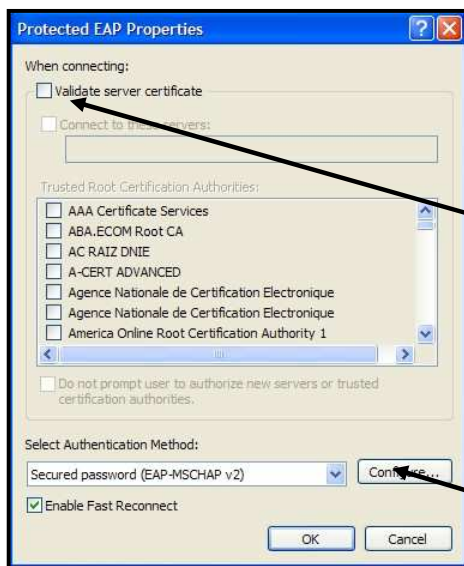 Protected EAP Properties
When connecting:
Validate server certificate
Connect to these servers:
Trusted Root Certification Authorities:
AAA Certificate Services
ABA.ECOM Root CA
AC RAIZ DNIE
A-CERT ADVANCED
Agence Nationale de Certification Electronique
Agence Nationale de Certification Electronique
America Online Root Certification Authority 1
Do not prompt user to authorize new servers or trusted
certification authorities.
Select Authentication Method:
Secured password (EAP-MSCHAP v2)
Configure...
Enable Fast Reconnect
OK
Cancel